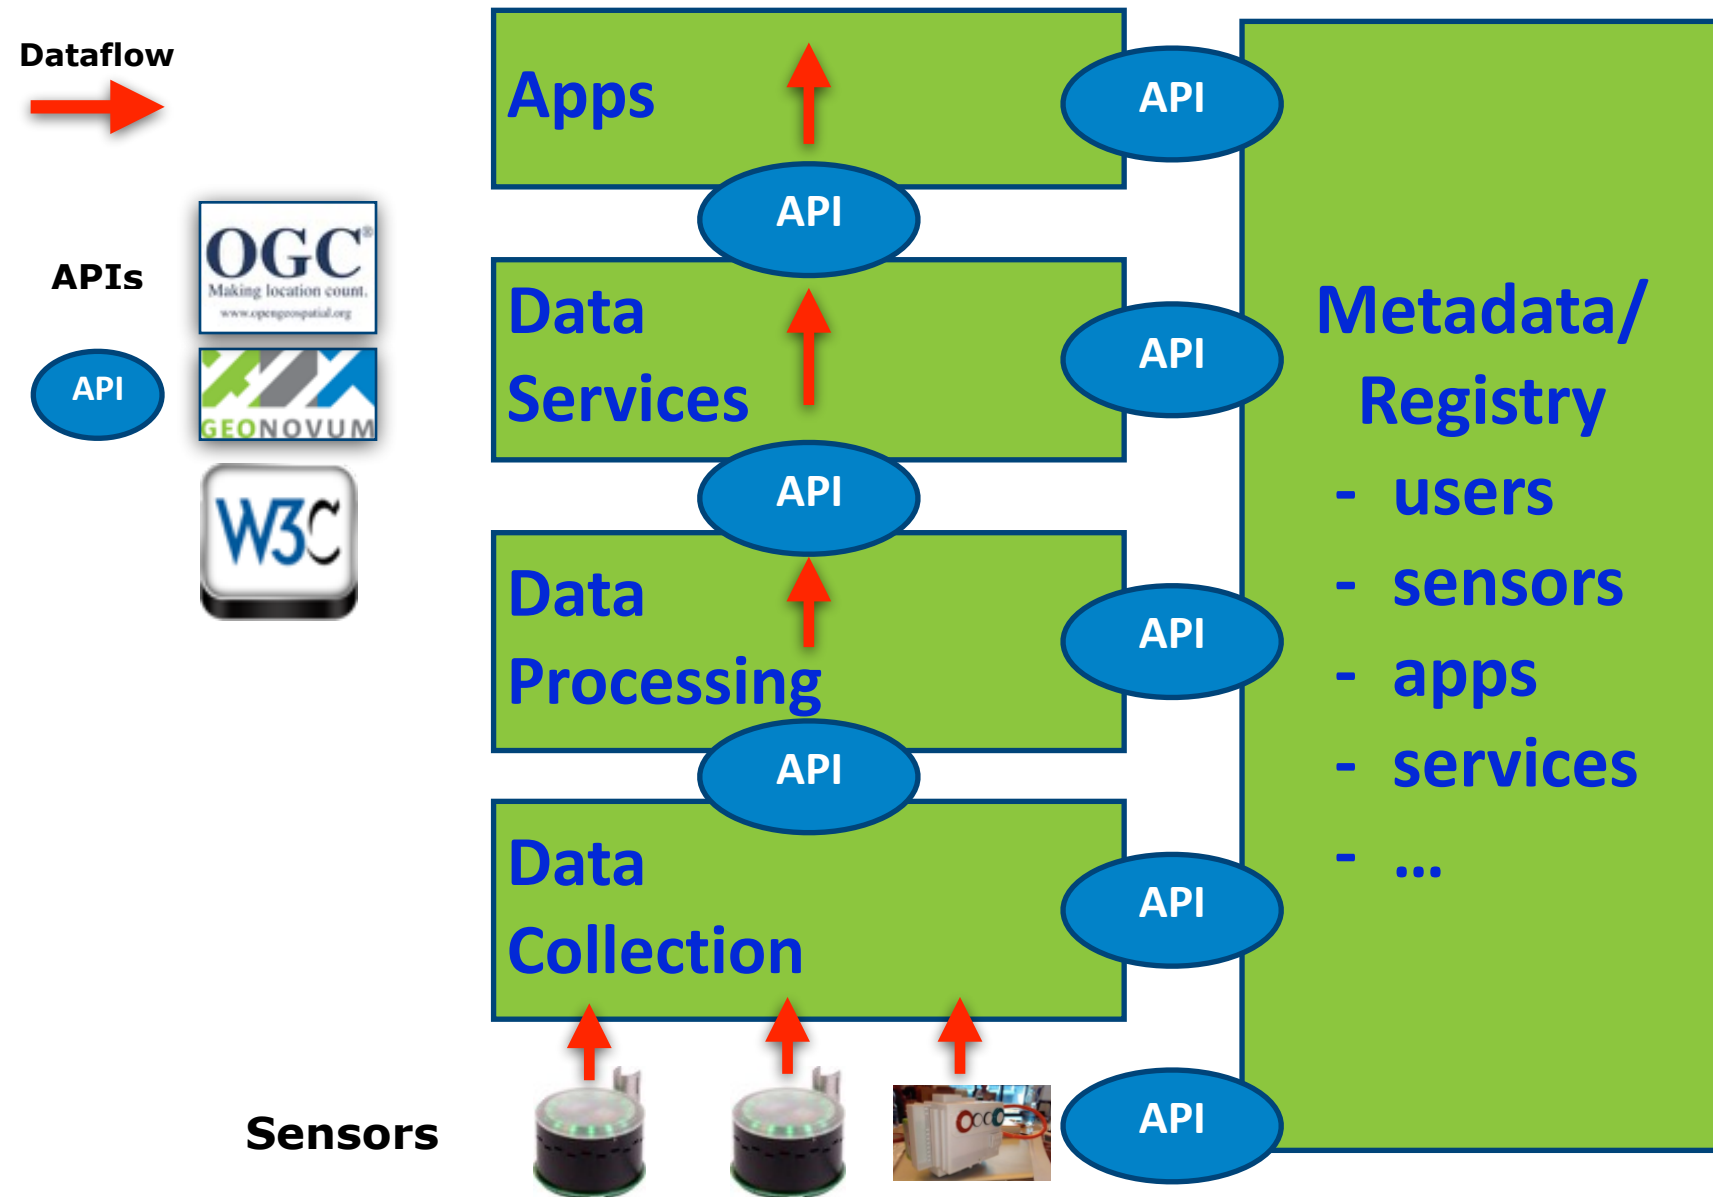 Dataflow
APIs
OGC®
Making location count.
www.opengeospatial.org
API
GEONOVUM
W3C
Apps
API
API
Data
Services
API
API
Data
Processing
API
API
Data
Collection
API
Sensors
API
Metadata/
Registry
- users
- sensors
- apps
- services
- ...